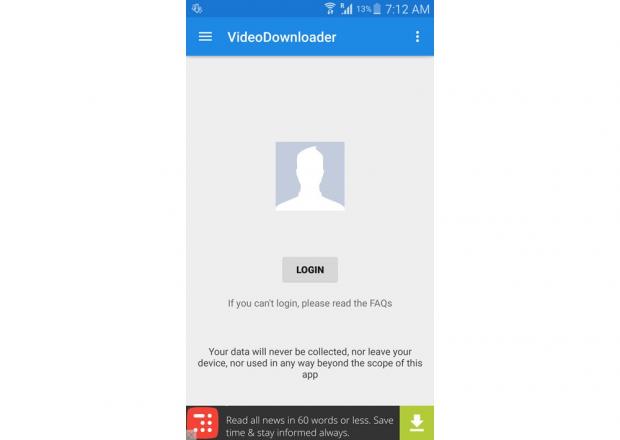 R 13% 7:12 AM
VideoDownloader
LOGIN
If you can't login, please read the FAQs
Your data will never be collected, nor leave your
device, nor used in any way beyond the scope of this
app
Read all news in 60 words or less. Save
time & stay informed always.